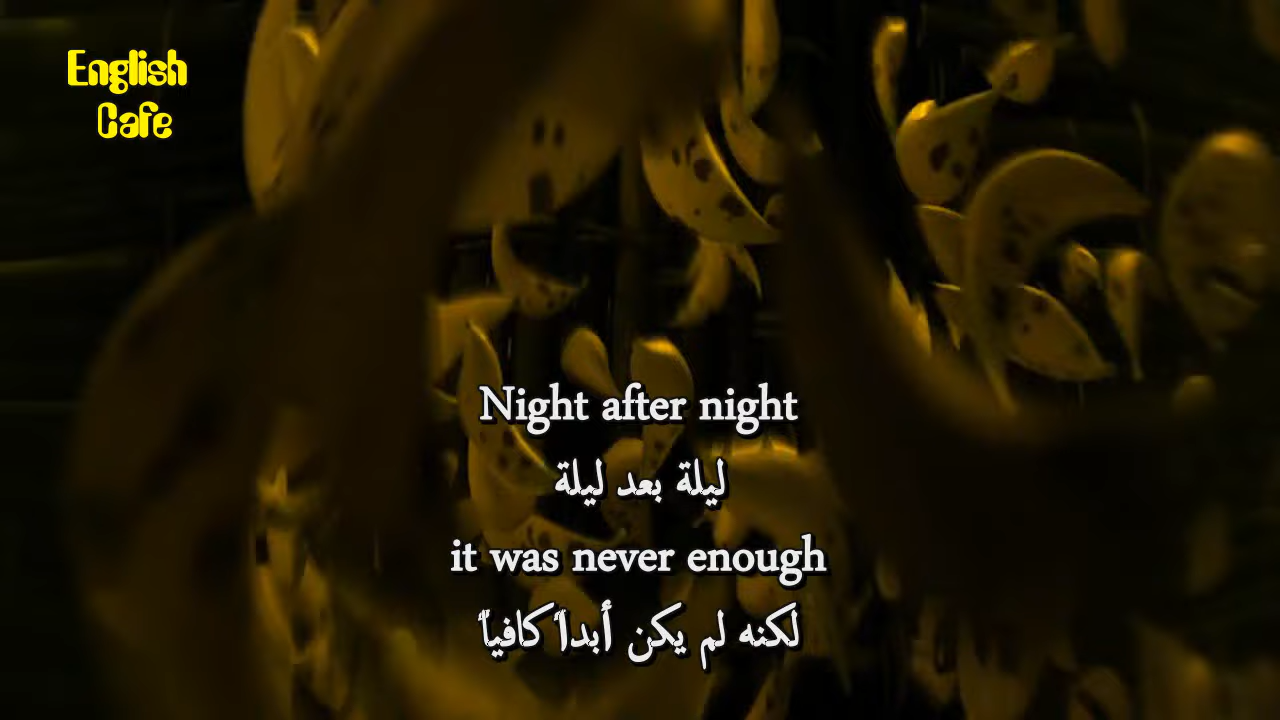 English
Cafe
Night after night
ليلة بعد ليلة
it was never enough
لكنه لم يكن أبداً كافياً